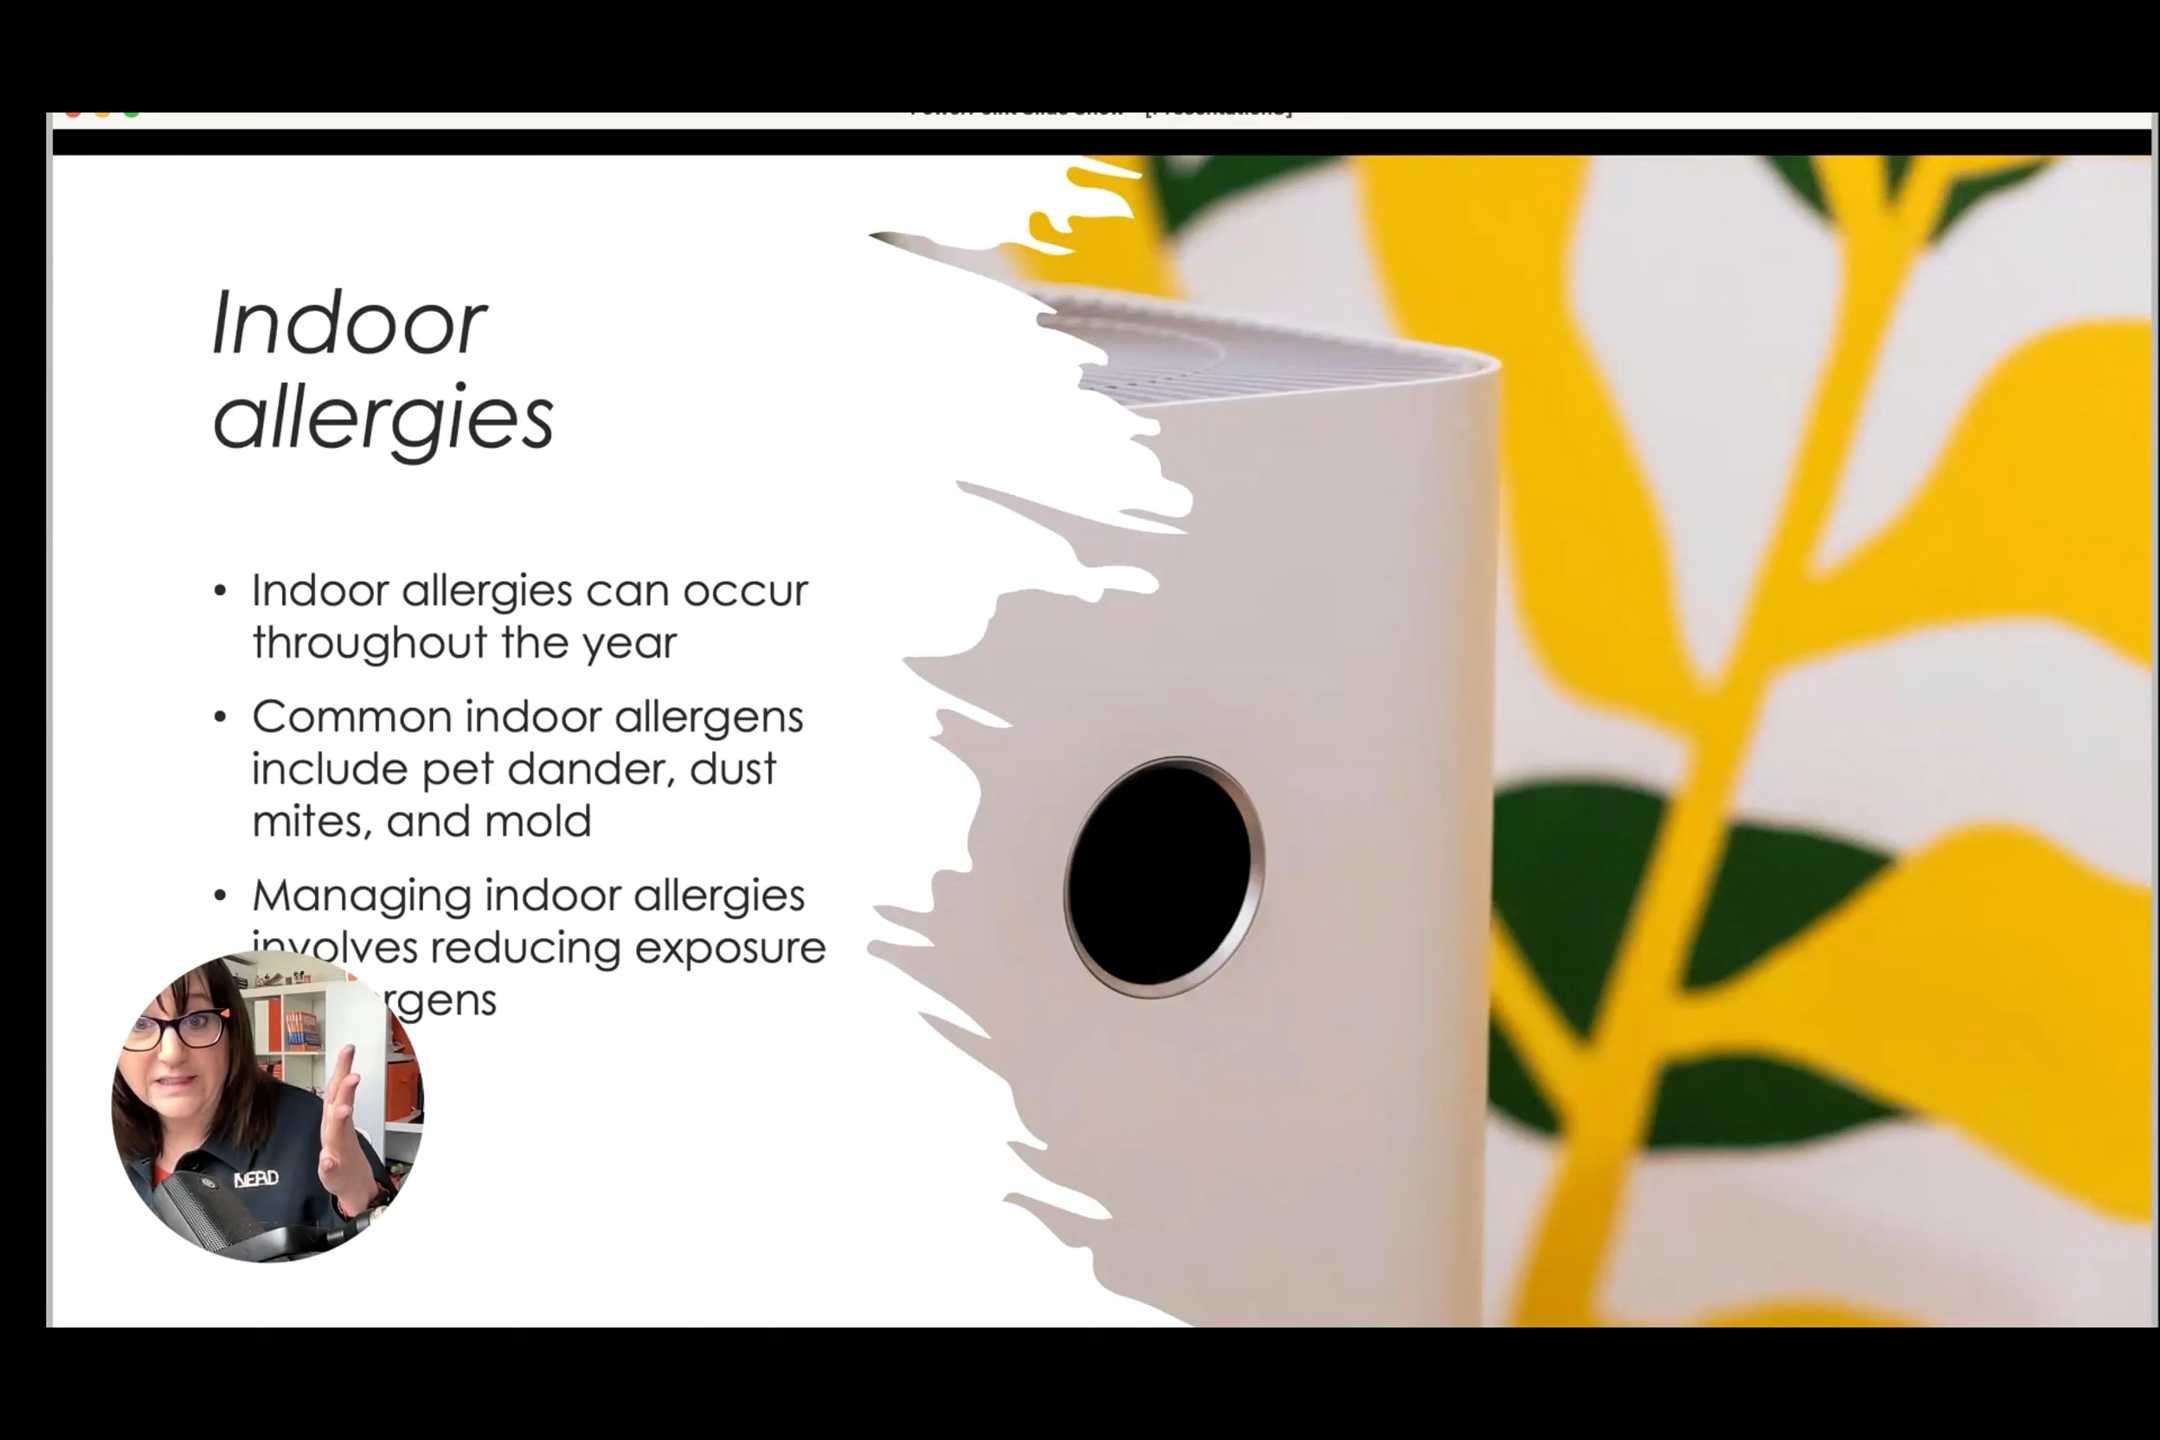 Indoor
allergies
• Indoor allergies can occur
throughout the year
• Common indoor allergens
include pet dander, dust
mites, and mold
• Managing indoor allergies
involves reducing exposure
rgens
NERD